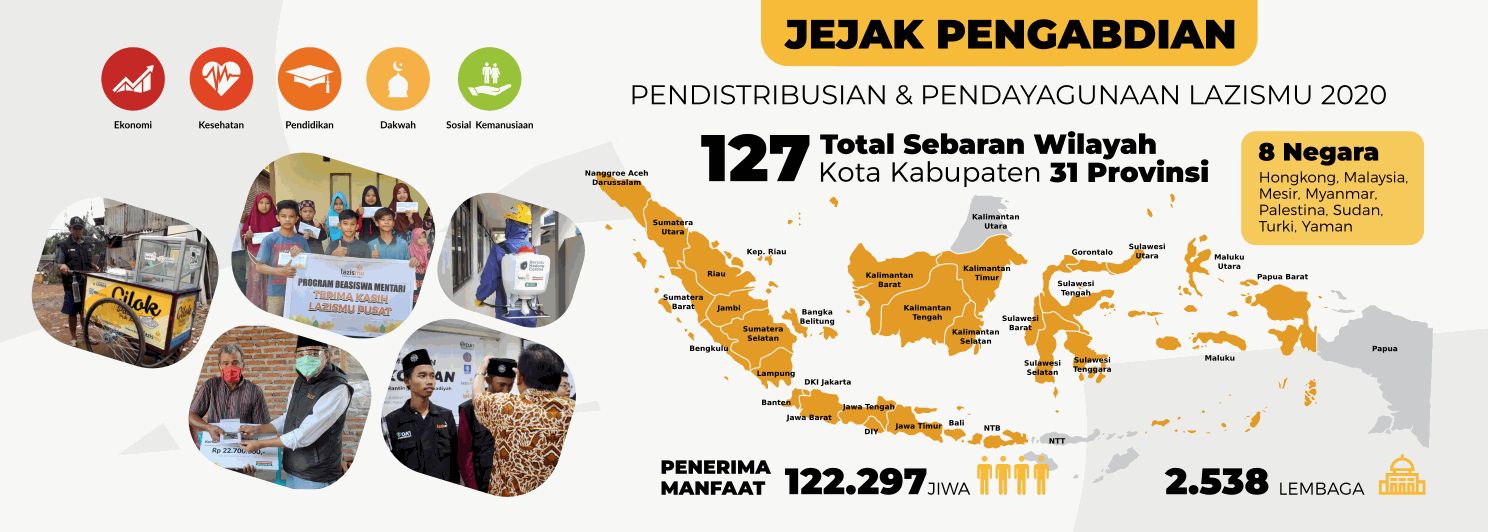 JEJAK PENGABDIAN
PENDISTRIBUSIAN & PENDAYAGUNAAN LAZISMU 2020
Ekonomi
Kesehatan
Pendidikan
Dakwah
Sosial Kemanusiaan
127
Total Sebaran Wilayah
Kota Kabupaten 31 Provinsi
8 Negara
Hongkong, Malaysia,
Mesir, Myanmar,
Palestina, Sudan,
Turki, Yaman
Cilok
lazismu
PROGRAM BEASISWA MENTARI
TERIMA KASIH
LAZISMU PUSAT
Rp 22.700.
Nanggroe Aceh
Darussalam
Sumatera
Utara
Kep. Riau
Riau
Sumatera
Barat
Jambi
Bangka
Belitung
Sumatera
Selatan
Bengkulu
Lampung
DKI Jakarta
Banten
Jawa Barat
Jawa Tengah
DIY
Jawa Timur
Bali
NTB
NTT
Kalimantan
Utara
Kalimantan
Barat
Kalimantan
Timur
Kalimantan
Tengah
Kalimantan
Selatan
Gorontalo
Sulawesi
Utara
Sulawesi
Tengah
Sulawesi
Barat
Sulawesi
Selatan
Sulawesi
Tenggara
Maluku
Utara
Papua Barat
Maluku
Papua
PENERIMA
MANFAAT
122.297 JIWA
2.538 LEMBAGA